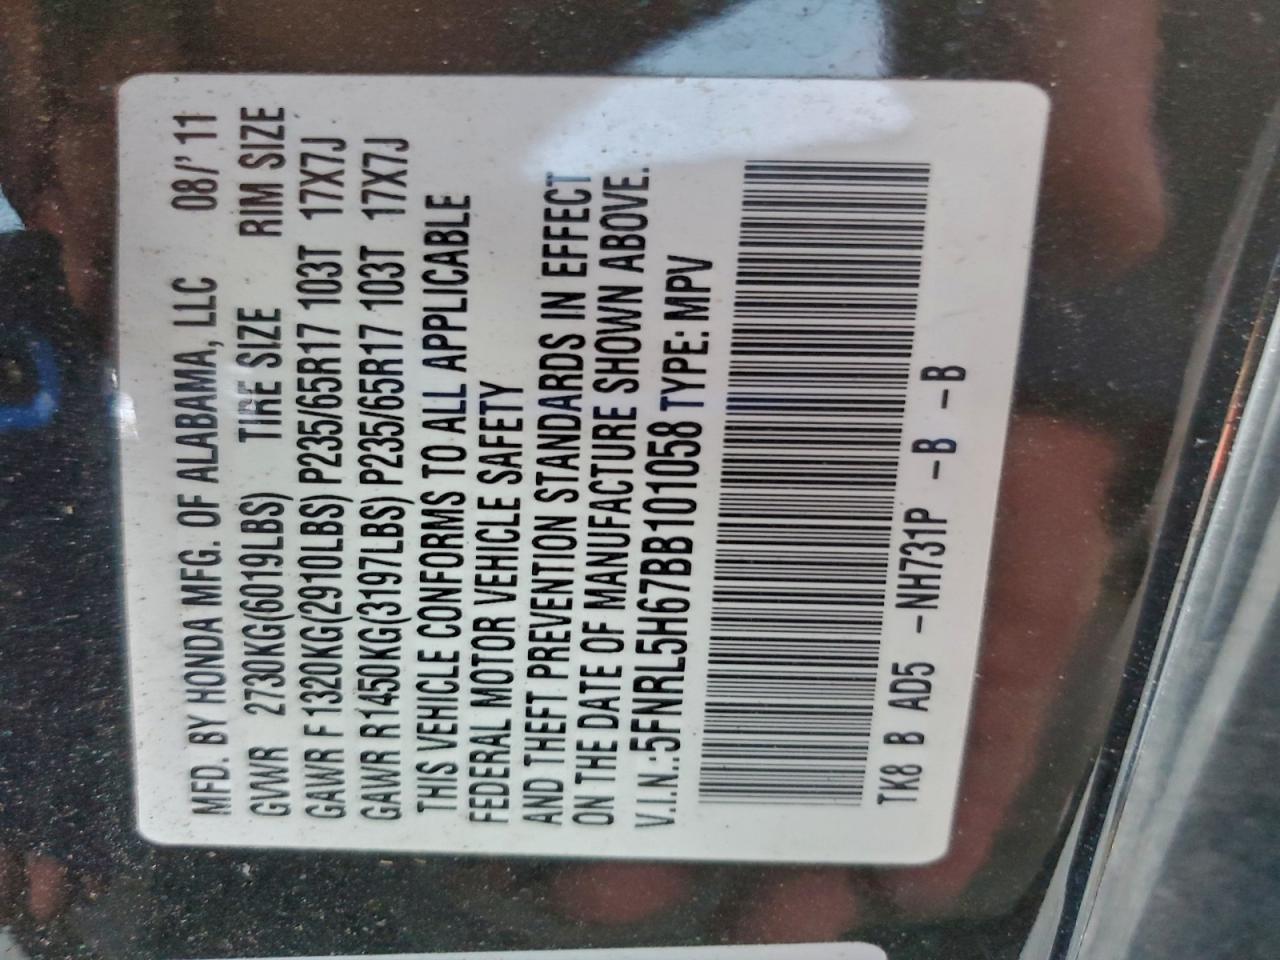 MFD. BY HONDA MFG. OF ALABAMA, LLC 08/' 11
GVWR 2730KG(6019LBS) TIRE SIZE RIM SIZE
GAWR F 1320KG(2910LBS) P235/65R17 103T 17X7J
GAWR R1450KG(3197LBS) P235/65R17 103T 17X7J
THIS VEHICLE CONFORMS TO ALL APPLICABLE
FEDERAL MOTOR VEHICLE SAFETY
AND THEFT PREVENTION STANDARDS IN EFFECT
ON THE DATE OF MANUFACTURE SHOWN ABOVE.
V.I.N.:5FNRL5H67BB101058 TYPE: MPV
TK8 B AD5 -NH731P -B -B